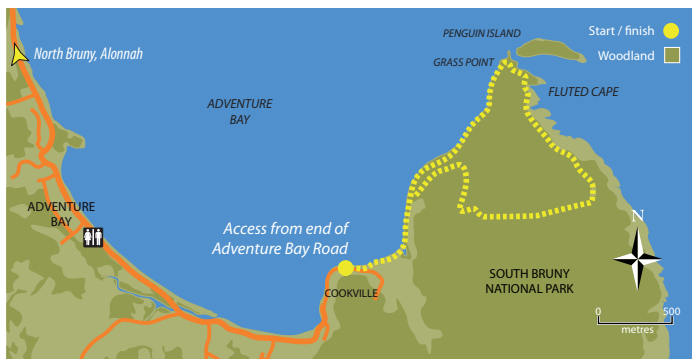 PENGUIN ISLAND
Start / finish
North Bruny, Alonnah
GRASS POINT
Woodland
FLUTED CAPE
ADVENTURE
BAY
ADVENTURE
BAY
Access from end of
Adventure Bay Road
N
COOKVILLE
SOUTH BRUNY
NATIONAL PARK
0 500
metres